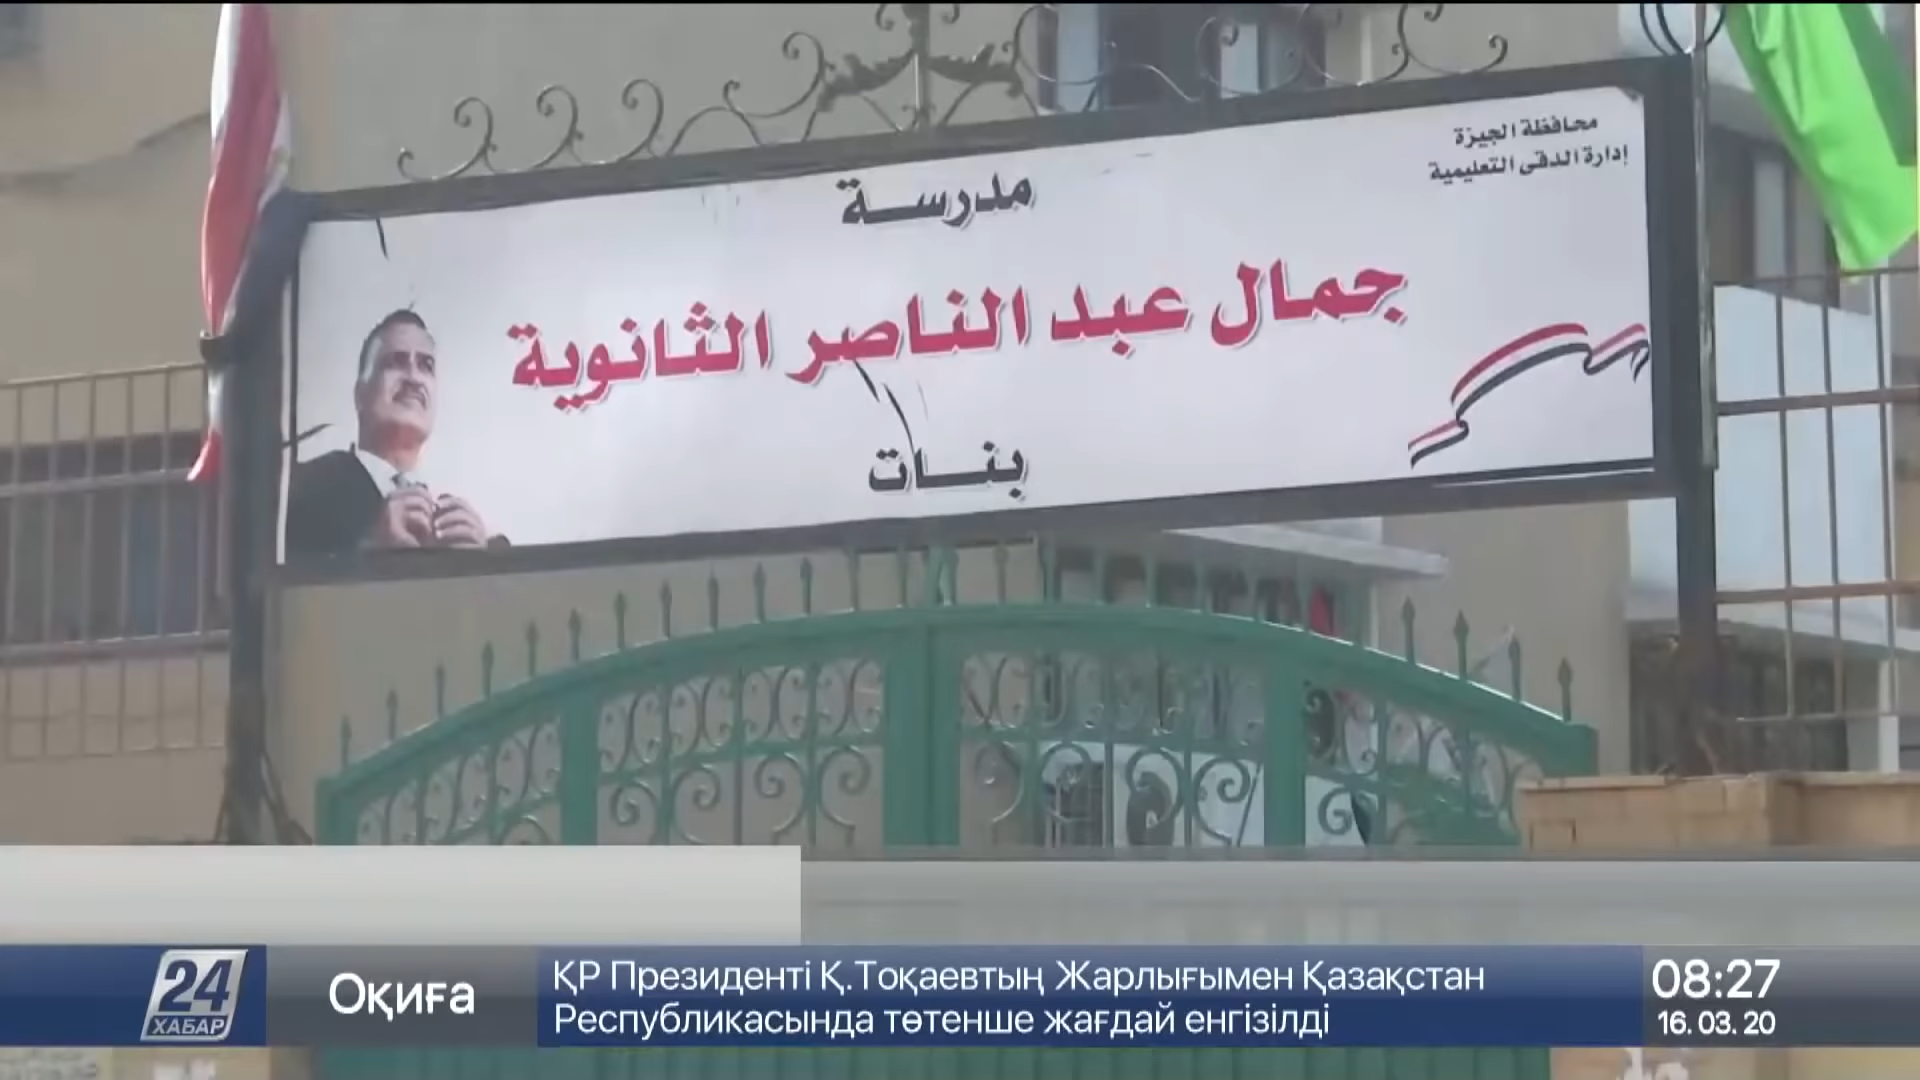 محافظة الجيزة
إدارة الدقى التعليمية
مدرسة
جمال عبد الناصر الثانوية
بنات
24
ХАБАР
Оқиға
ҚР Президенті Қ.Тоқаевтың Жарлығымен Қазақстан
Республикасында төтенше жағдай енгізілді
08:27
16. 03. 20